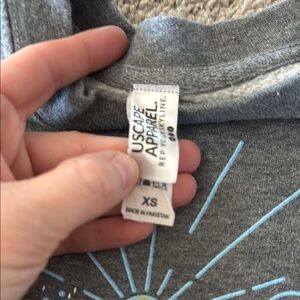 USCAPE
APPAREL.
REP YOUR SKYLINE.
XS
MADE IN PAKISTAN